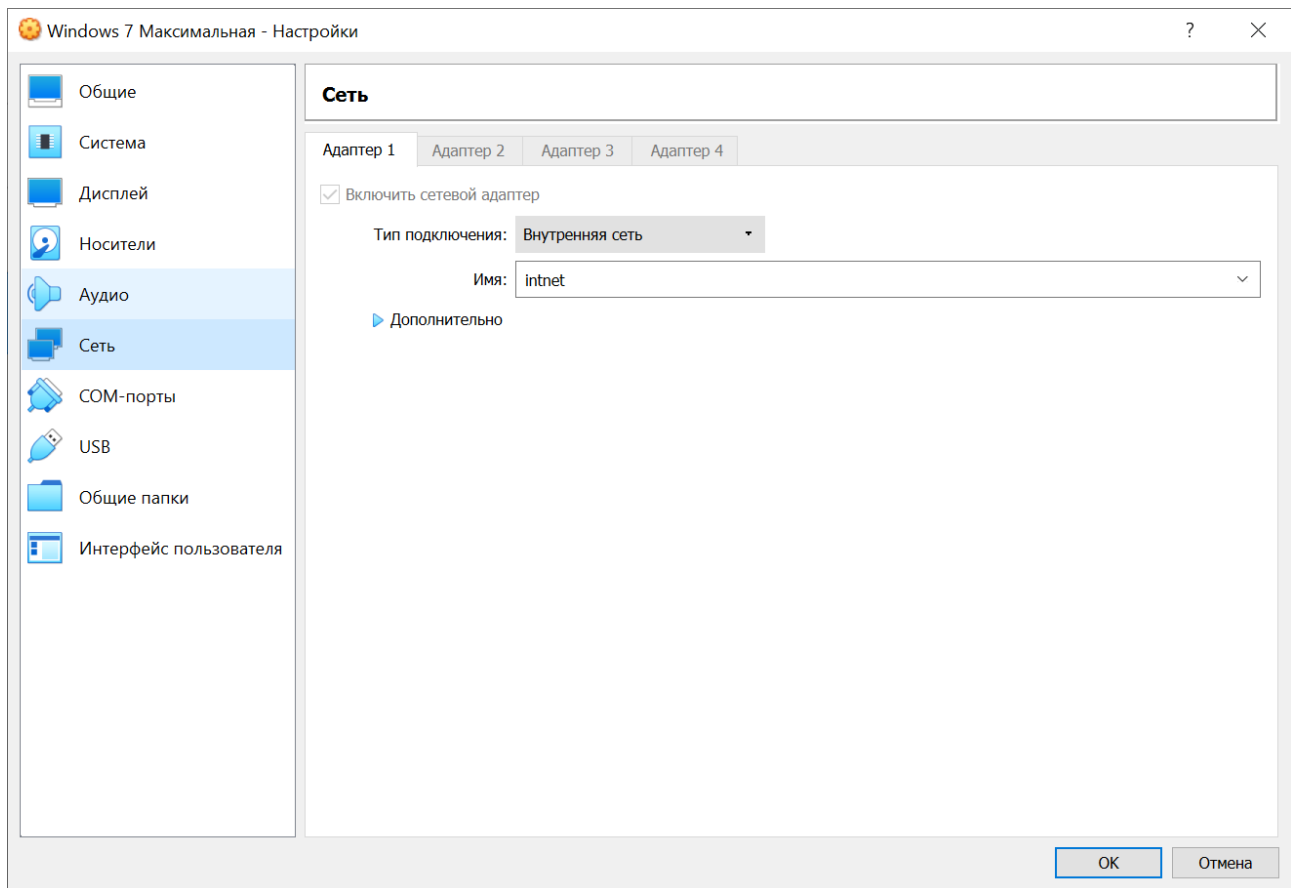 Windows 7 Максимальная - Настройки
?
Общие
Система
Дисплей
Носители
Аудио
Сеть
COM-порты
USB
Общие папки
Интерфейс пользователя
Сеть
Адаптер 1 Адаптер 2 Адаптер 3 Адаптер 4
Включить сетевой адаптер
Тип подключения: Внутренняя сеть
Имя: intnet
Дополнительно
OK Отмена